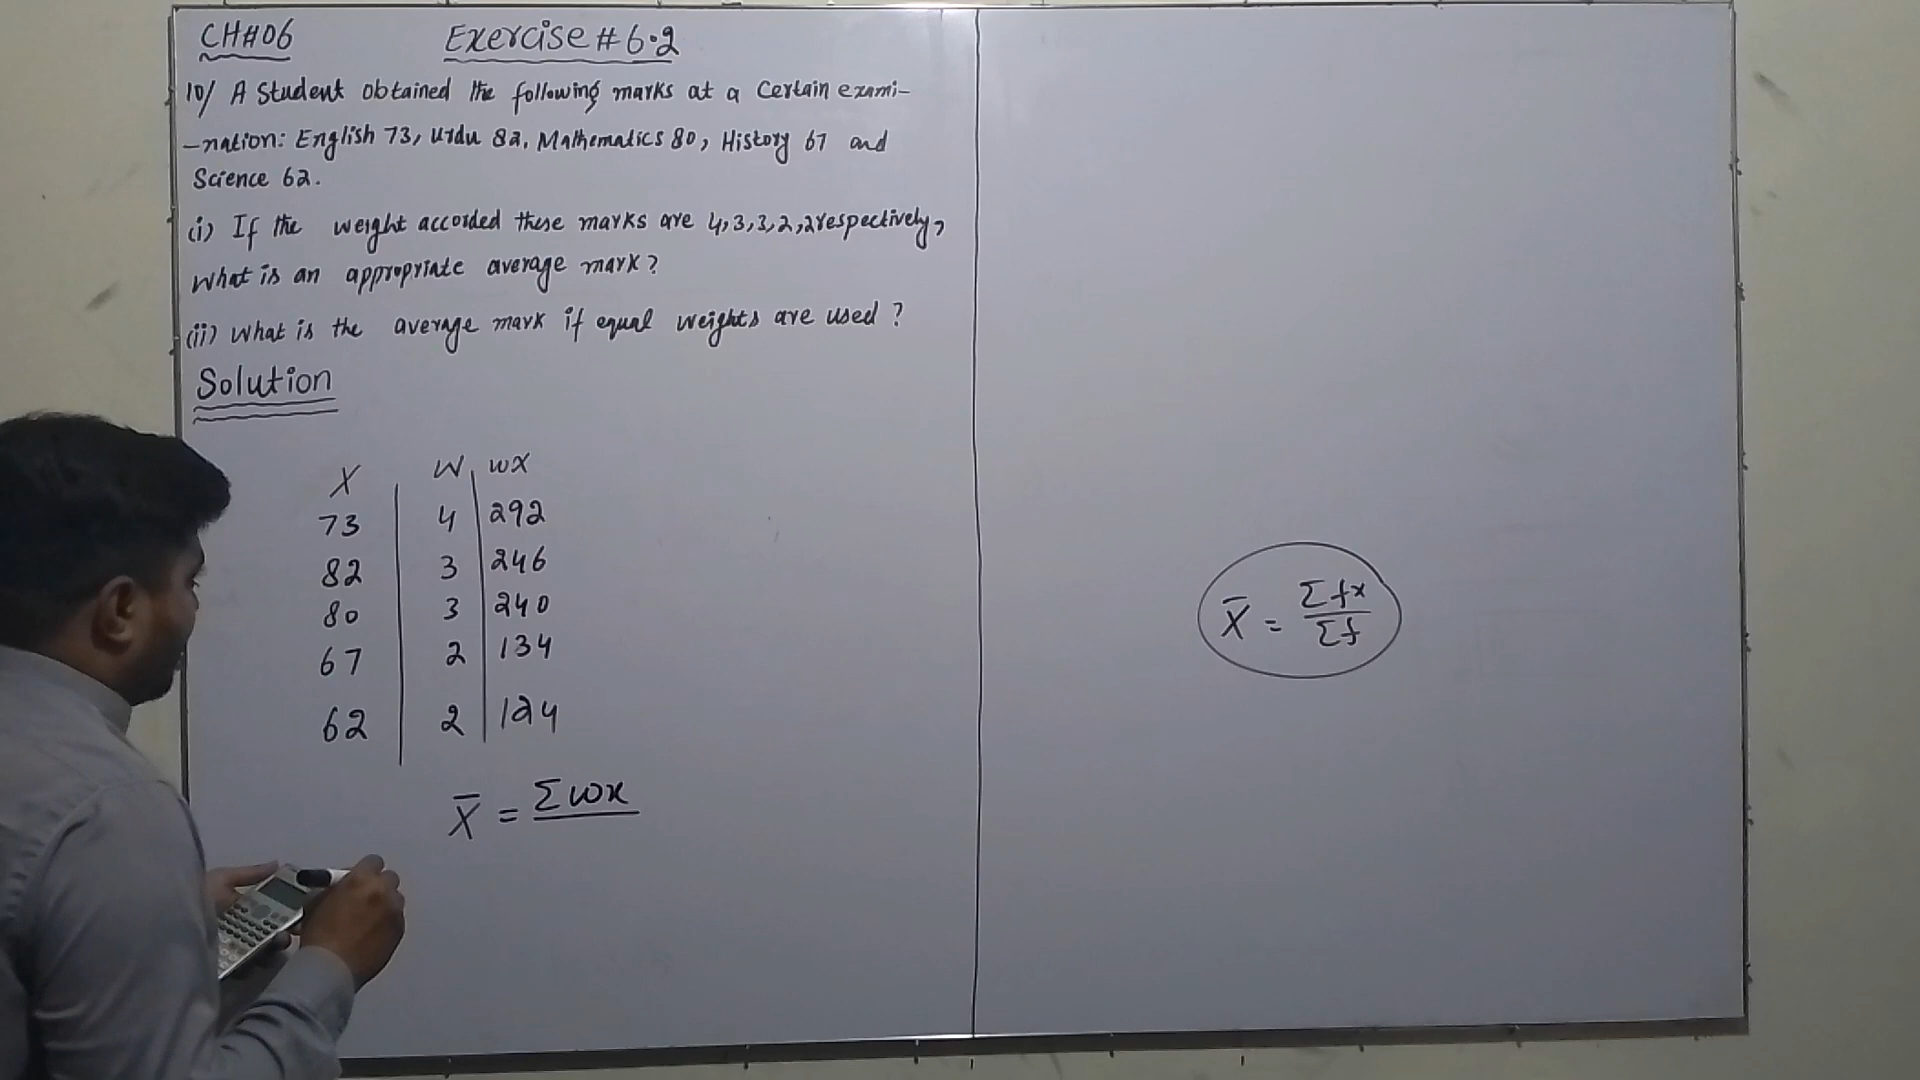 CH#06 Exercise # 6.2
10/ A Student obtained the following marks at a Certain exami-
-nation: English 73, Urdu 82, Mathematics 80, History 67 and
Science 62.
(i) If the weight accorded these marks are 4,3,3,2,2 respectively,
What is an appropriate average mark?
(ii) What is the average mark if equal weights are used ?
Solution
X W wX
73 4 292
82 3 246
80 3 240
67 2 134
62 2 124
X̄ = Σwx
X̄ = Σfx / Σf